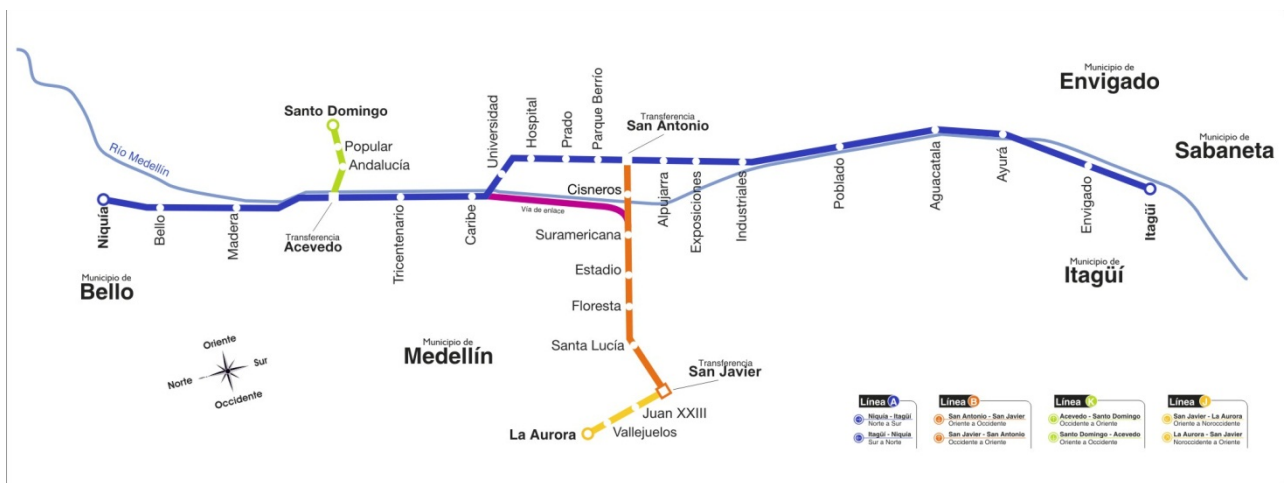 Municipio de
Envigado
Municipio de
Sabaneta
Santo Domingo
Popular
Andalucía
Río Medellín
Universidad
Hospital
Prado
Parque Berrío
Transferencia
San Antonio
Cisneros
Niquía
Bello
Madera
Transferencia
Acevedo
Tricentenario
Caribe
Vía de enlace
Alpujarra
Exposiciones
Industriales
Poblado
Aguacatala
Ayurá
Envigado
Itagüí
Suramericana
Estadio
Floresta
Santa Lucía
Municipio de
Bello
Municipio de
Itagüí
Municipio de
Medellín
Oriente
Sur
Norte
Occidente
Transferencia
San Javier
Juan XXIII
Vallejuelos
La Aurora
Línea A
Niquía - Itagüí
Norte a Sur
Itagüí - Niquía
Sur a Norte
Línea B
San Antonio - San Javier
Oriente a Occidente
San Javier - San Antonio
Occidente a Oriente
Línea K
Acevedo - Santo Domingo
Occidente a Oriente
Santo Domingo - Acevedo
Oriente a Occidente
Línea J
San Javier - La Aurora
Oriente a Noroccidente
La Aurora - San Javier
Noroccidente a Oriente